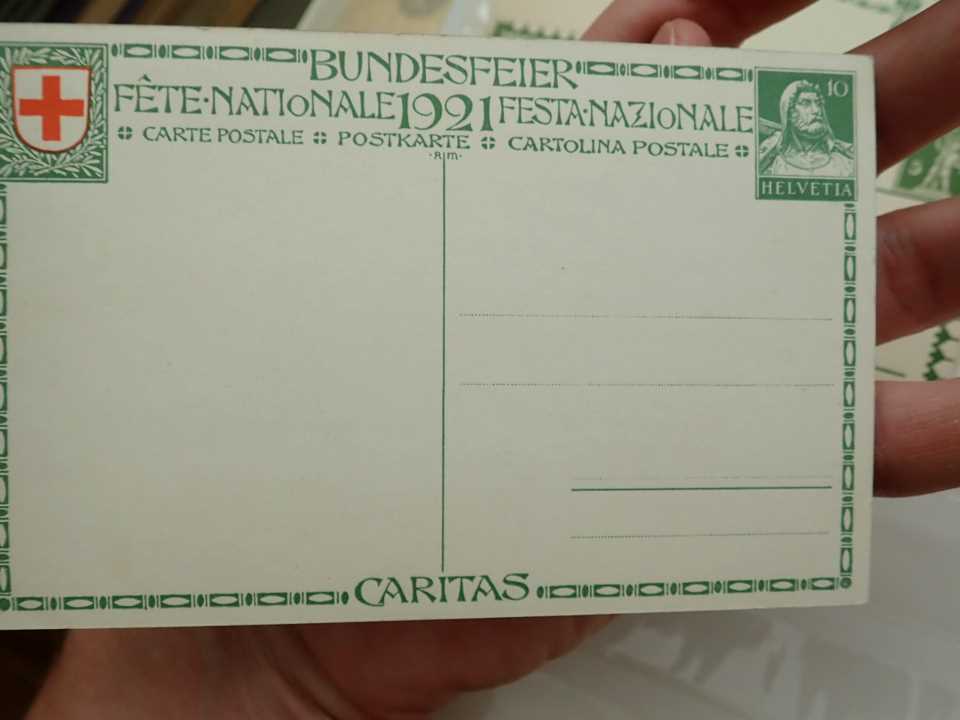 BUNDESFEIER
FÊTE·NATIONALE 1921 FESTA·NAZIONALE
CARTE POSTALE POSTKARTE CARTOLINA POSTALE
·R·M·
10
HELVETIA
CARITAS